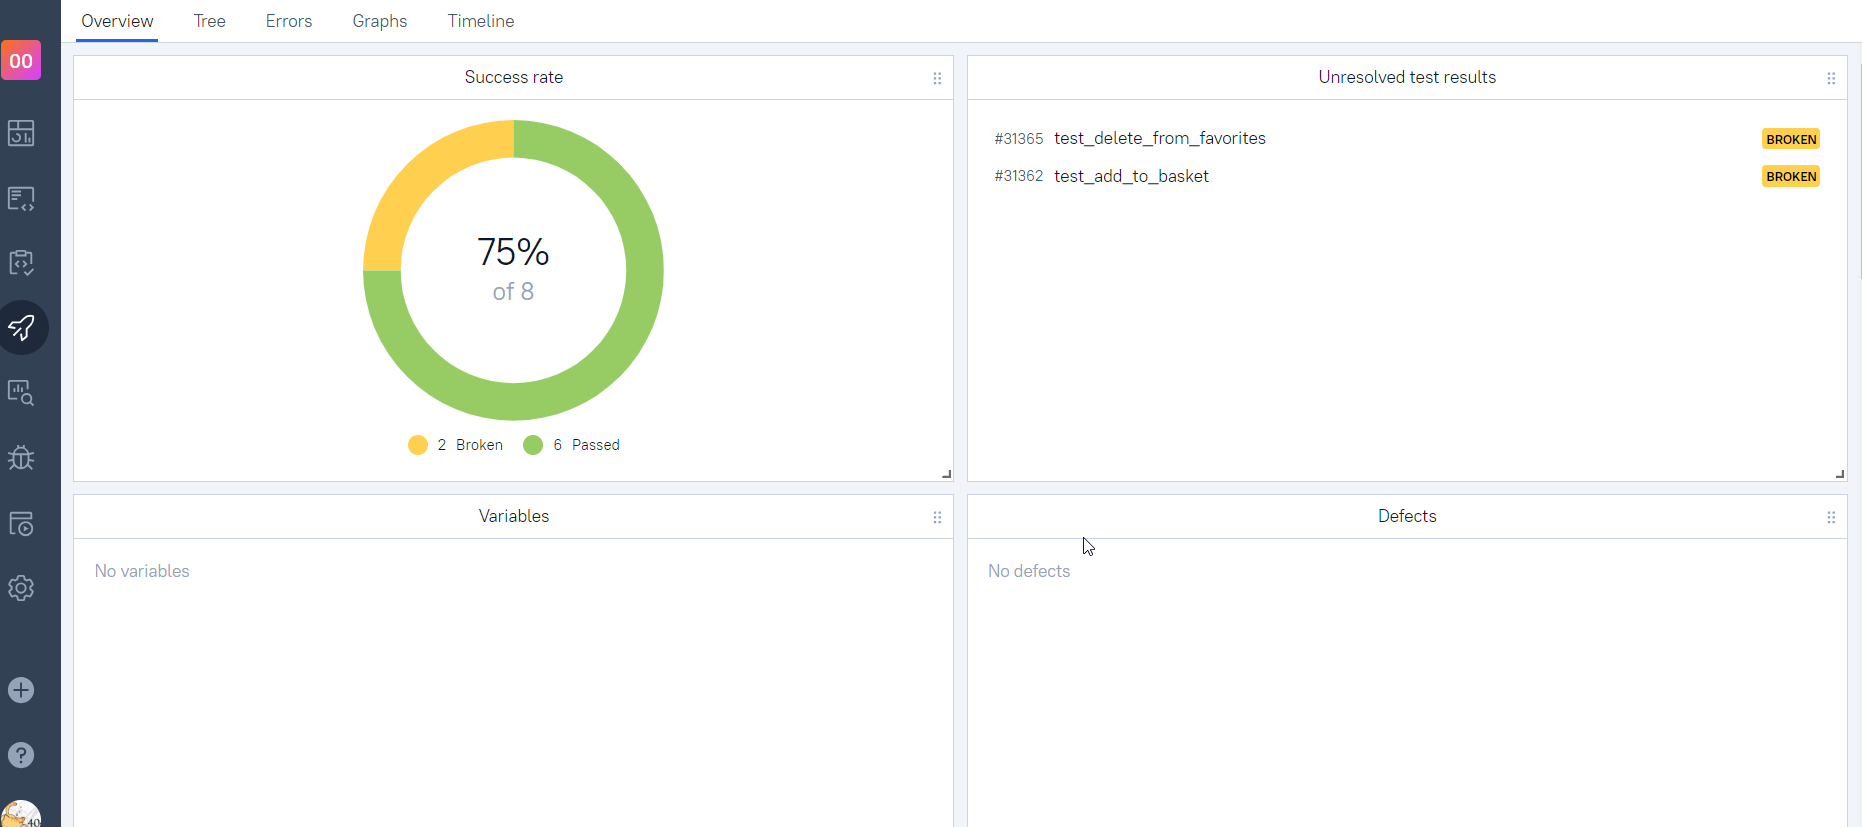 Overview Tree Errors Graphs Timeline
00
Success rate
75%
of 8
2 Broken 6 Passed
Unresolved test results
#31365 test_delete_from_favorites BROKEN
#31362 test_add_to_basket BROKEN
Variables
No variables
Defects
No defects
?
40